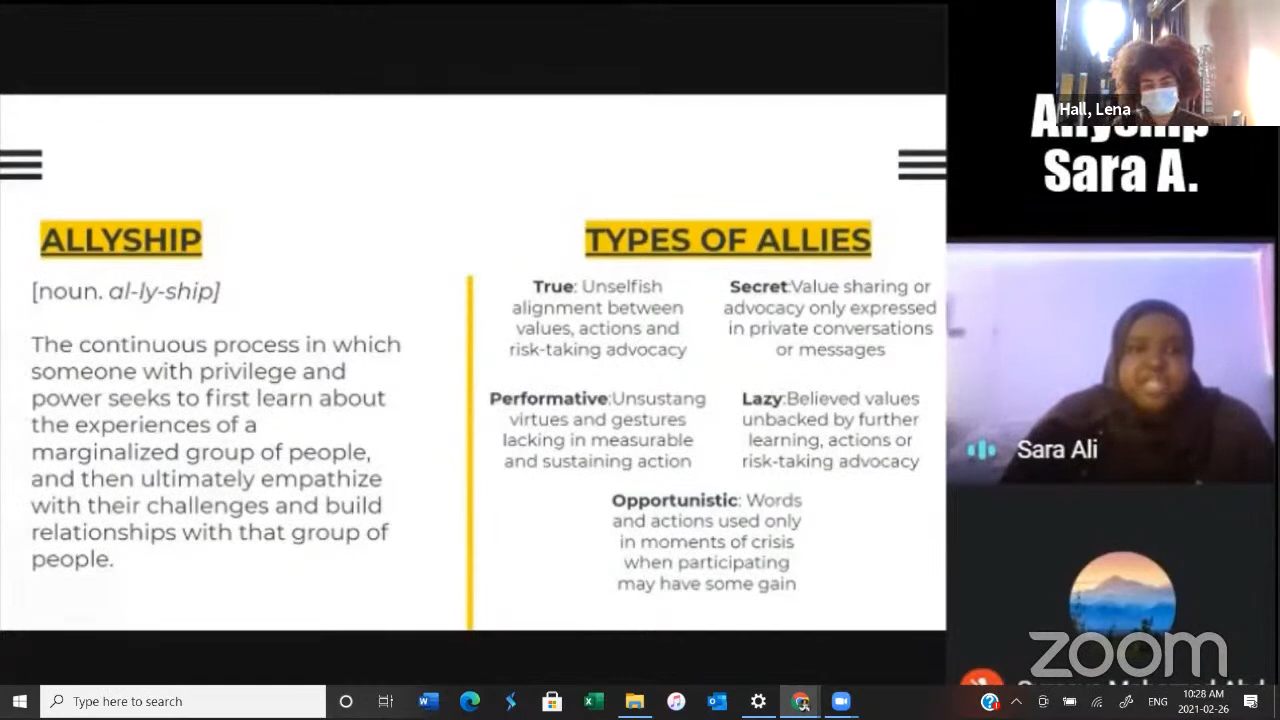 ALLYSHIP
[noun. al-ly-ship]
The continuous process in which
someone with privilege and
power seeks to first learn about
the experiences of a
marginalized group of people,
and then ultimately empathize
with their challenges and build
relationships with that group of
people.
TYPES OF ALLIES
True: Unselfish
alignment between
values, actions and
risk-taking advocacy
Secret:Value sharing or
advocacy only expressed
in private conversations
or messages
Performative:Unsustang
virtues and gestures
lacking in measurable
and sustaining action
Lazy:Believed values
unbacked by further
learning, actions or
risk-taking advocacy
Opportunistic: Words
and actions used only
in moments of crisis
when participating
may have some gain
Hall, Lena
Sara A.
Sara Ali
zoom
Type here to search
ENG
10:28 AM
2021-02-26